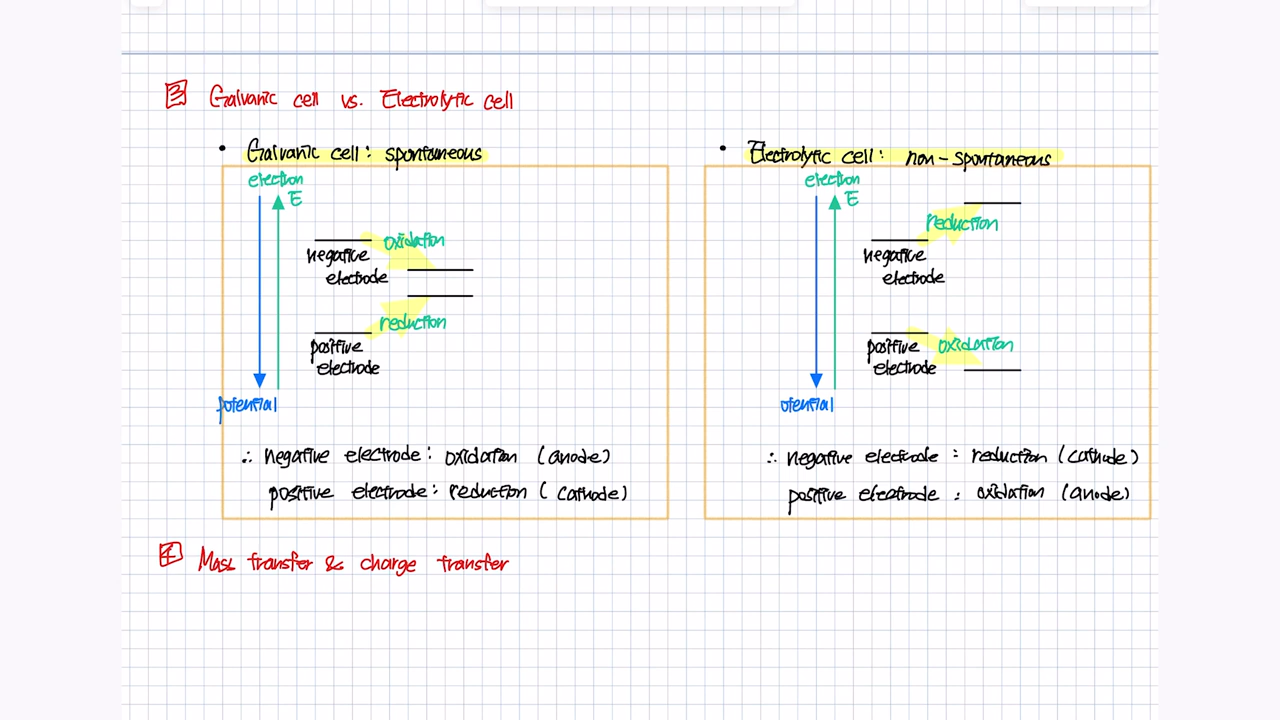 3 Galvanic cell vs. Electrolytic cell
• Galvanic cell : spontaneous
electron
E
oxidation
negative
electrode
reduction
positive
electrode
potential
∴ negative electrode : oxidation (anode)
positive electrode : reduction (cathode)
• Electrolytic cell : non-spontaneous
electron
E
reduction
negative
electrode
oxidation
positive
electrode
otential
∴ negative electrode : reduction (cathode)
positive electrode : oxidation (anode)
4 Mass transfer & charge transfer